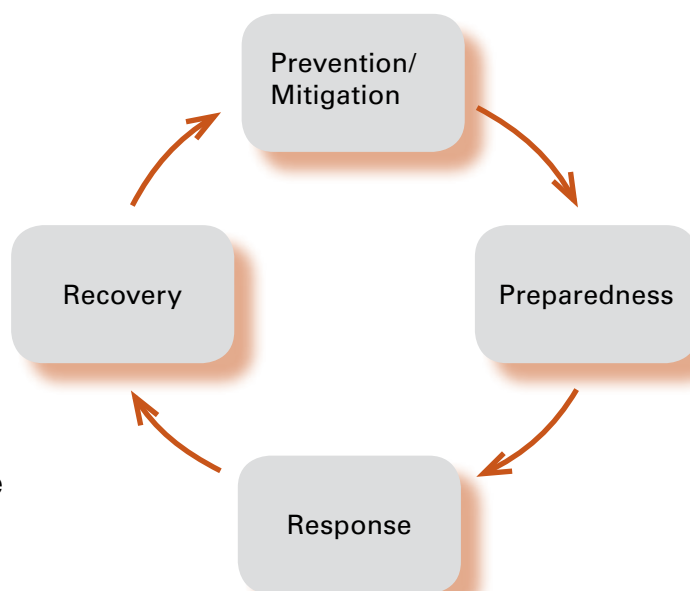 Prevention/
Mitigation
Recovery
Preparedness
e
Response